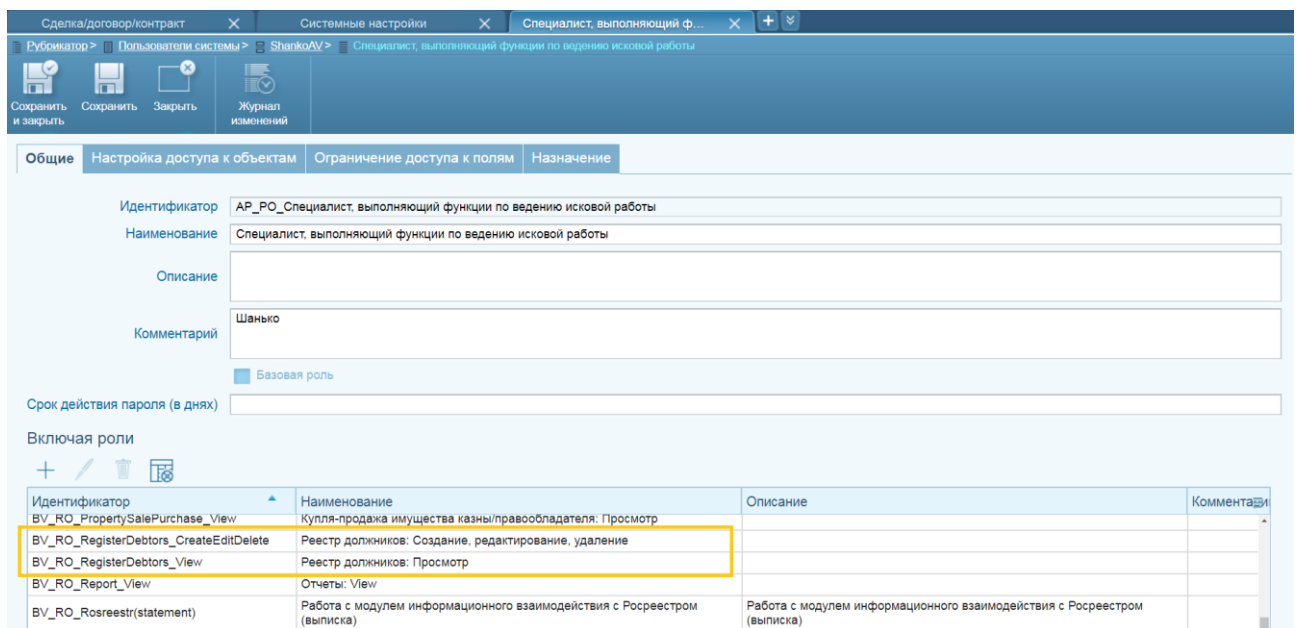 Сделка/договор/контракт
Системные настройки
Специалист, выполняющий ф...
Рубрикатор > Пользователи системы > ShankoAV > Специалист, выполняющий функции по ведению исковой работы
Сохранить и закрыть
Сохранить
Закрыть
Журнал изменений
Общие
Настройка доступа к объектам
Ограничение доступа к полям
Назначение
Идентификатор
AP_PO_Специалист, выполняющий функции по ведению исковой работы
Наименование
Специалист, выполняющий функции по ведению исковой работы
Описание
Комментарий
Шанько
Базовая роль
Срок действия пароля (в днях)
Включая роли
Идентификатор Наименование Описание Комментари
BV_RO_PropertySalePurchase_View Купля-продажа имущества казны/правообладателя: Просмотр
BV_RO_RegisterDebtors_CreateEditDelete Реестр должников: Создание, редактирование, удаление
BV_RO_RegisterDebtors_View Реестр должников: Просмотр
BV_RO_Report_View Отчеты: View
BV_RO_Rosreestr(statement) Работа с модулем информационного взаимодействия с Росреестром (выписка) Работа с модулем информационного взаимодействия с Росреестром (выписка)